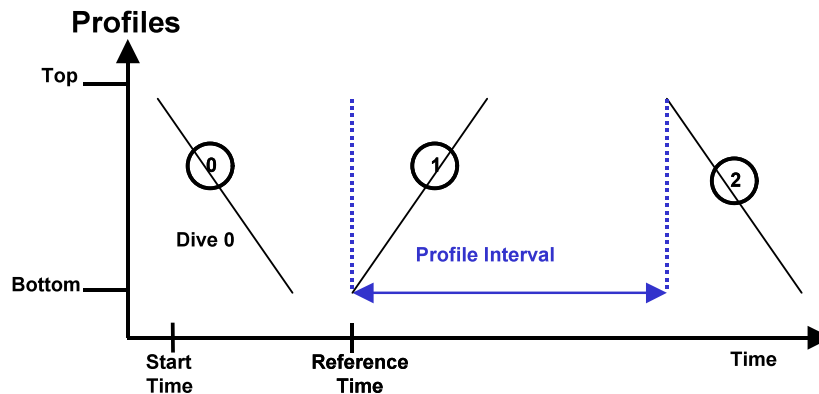 Profiles
Top
0
1
2
Dive 0
Profile Interval
Bottom
Start
Time
Reference
Time
Time